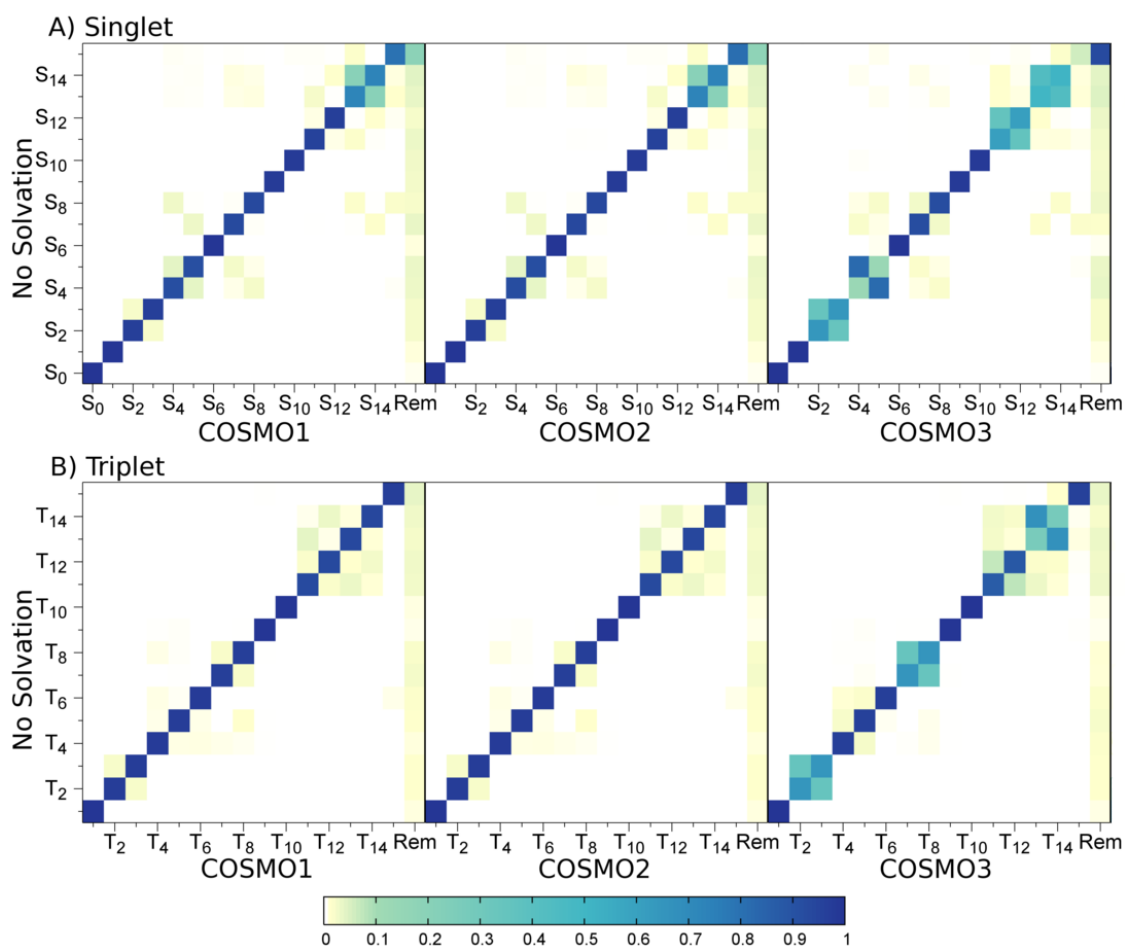 A) Singlet
No Solvation
S14
S12
S10
S8
S6
S4
S2
S0
S0 S2 S4 S6 S8 S10 S12 S14 Rem
S2 S4 S6 S8 S10 S12 S14 Rem
S2 S4 S6 S8 S10 S12 S14 Rem
COSMO1 COSMO2 COSMO3
B) Triplet
No Solvation
T14
T12
T10
T8
T6
T4
T2
T2 T4 T6 T8 T10 T12 T14 Rem
T2 T4 T6 T8 T10 T12 T14 Rem
T2 T4 T6 T8 T10 T12 T14 Rem
COSMO1 COSMO2 COSMO3
0 0.1 0.2 0.3 0.4 0.5 0.6 0.7 0.8 0.9 1